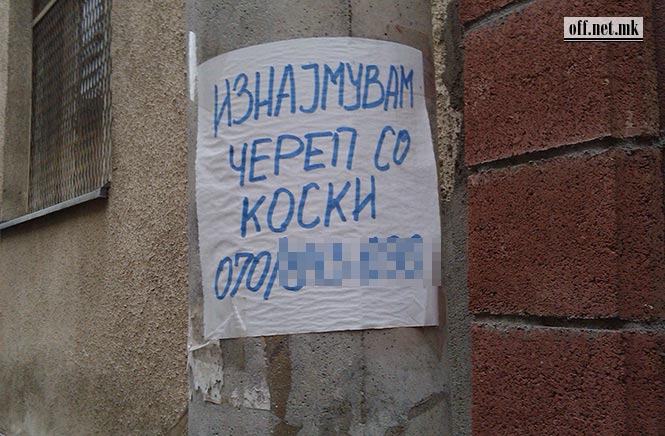 off.net.mk
ИЗНАЈМУВАМ
ЧЕРЕП СО
КОСКИ
070/